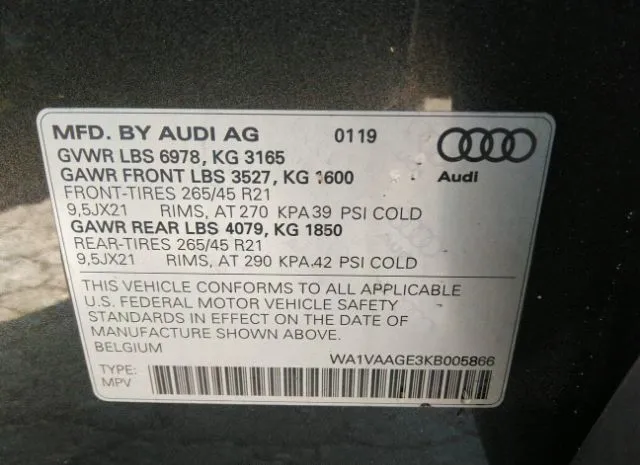 MFD. BY AUDI AG 0119
GVWR LBS 6978, KG 3165
GAWR FRONT LBS 3527, KG 1600
FRONT-TIRES 265/45 R21
9,5JX21 RIMS, AT 270 KPA 39 PSI COLD
GAWR REAR LBS 4079, KG 1850
REAR-TIRES 265/45 R21
9,5JX21 RIMS, AT 290 KPA 42 PSI COLD
Audi
THIS VEHICLE CONFORMS TO ALL APPLICABLE
U.S. FEDERAL MOTOR VEHICLE SAFETY
STANDARDS IN EFFECT ON THE DATE OF
MANUFACTURE SHOWN ABOVE.
BELGIUM WA1VAAGE3KB005866
TYPE:
MPV